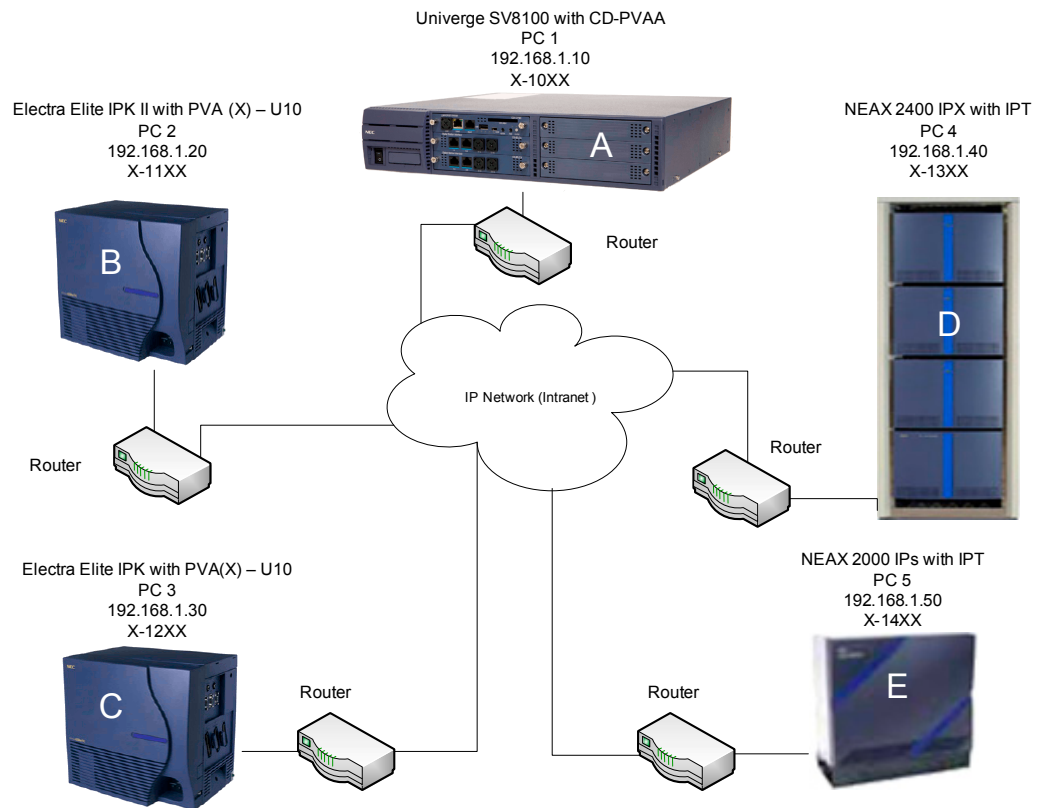 Univerge SV8100 with CD-PVAA
PC 1
192.168.1.10
X-10XX
Electra Elite IPK II with PVA (X) – U10
PC 2
192.168.1.20
X-11XX
NEAX 2400 IPX with IPT
PC 4
192.168.1.40
X-13XX
NEC
A
B
D
Router
IP Network (Intranet )
Router
Router
Electra Elite IPK with PVA(X) – U10
PC 3
192.168.1.30
X-12XX
NEAX 2000 IPs with IPT
PC 5
192.168.1.50
X-14XX
C
Router
Router
E